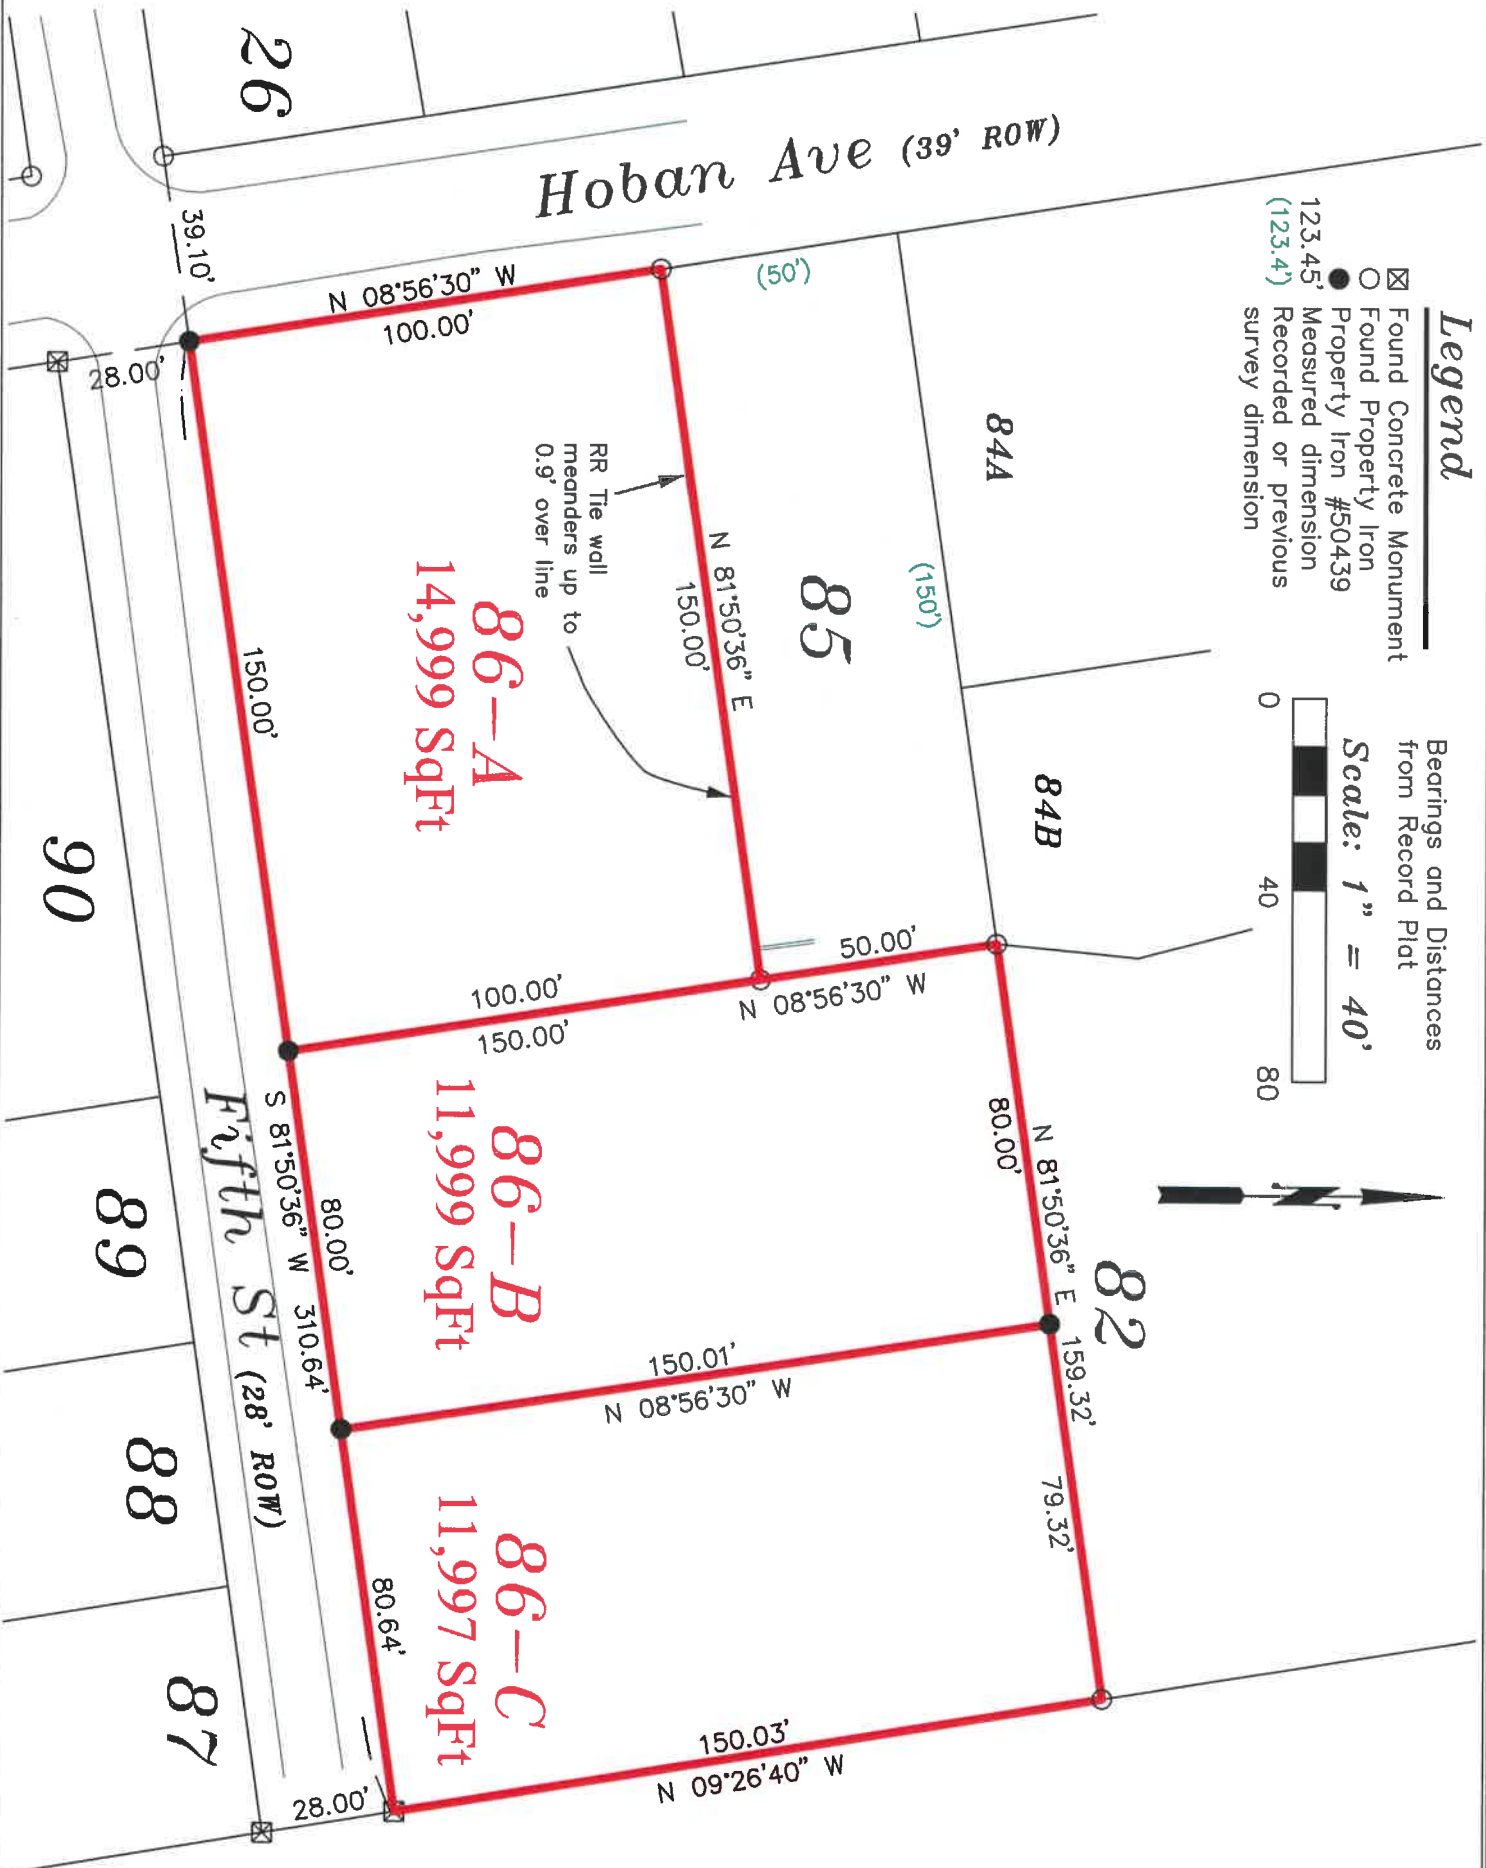 Legend
Found Concrete Monument
Found Property Iron
Property Iron #50439
123.45' Measured dimension
(123.4') Recorded or previous
survey dimension
Bearings and Distances
from Record Plat
Scale: 1" = 40'
0 40 80
26
Hoban Ave (39' ROW)
39.10'
28.00'
N 08°56'30" W
100.00'
(50')
84A
84B
(150')
85
82
N 81°50'36" E
150.00'
RR Tie wall
meanders up to
0.9' over line
86-A
14,999 SqFt
150.00'
50.00'
N 08°56'30" W
100.00'
150.00'
80.00'
N 81°50'36" E 159.32'
79.32'
86-B
11,999 SqFt
150.01'
N 08°56'30" W
80.00'
S 81°50'36" W 310.64'
86-C
11,997 SqFt
80.64'
150.03'
N 09°26'40" W
28.00'
Fifth St (28' ROW)
90
89
88
87